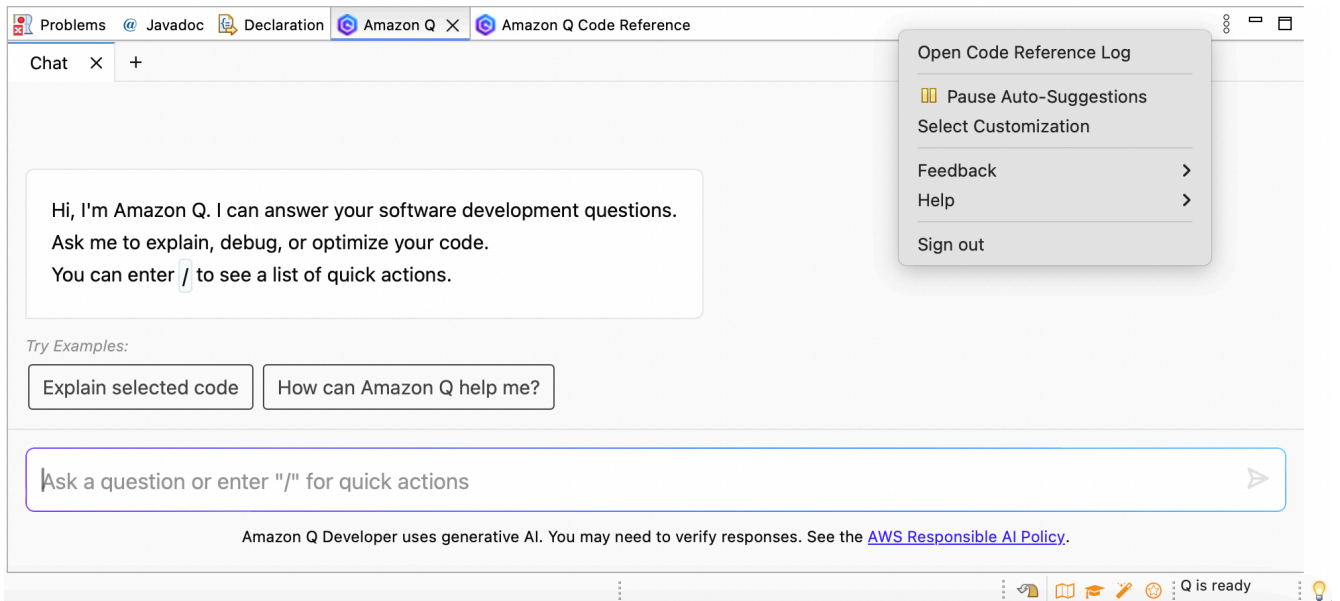 Problems @ Javadoc Declaration Amazon Q Amazon Q Code Reference
Chat
Open Code Reference Log
Pause Auto-Suggestions
Select Customization
Feedback
Help
Sign out
Hi, I'm Amazon Q. I can answer your software development questions.
Ask me to explain, debug, or optimize your code.
You can enter / to see a list of quick actions.
Try Examples:
Explain selected code How can Amazon Q help me?
Ask a question or enter "/" for quick actions
Amazon Q Developer uses generative AI. You may need to verify responses. See the AWS Responsible AI Policy.
Q is ready